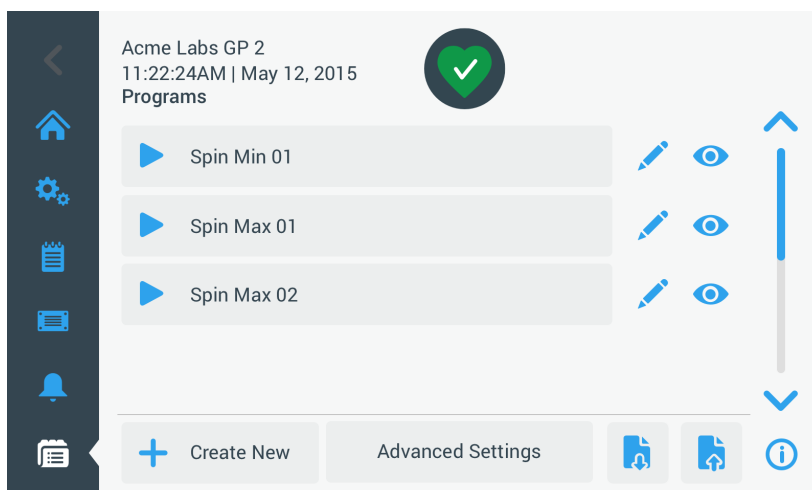 Acme Labs GP 2
11:22:24AM | May 12, 2015
Programs
Spin Min 01
Spin Max 01
Spin Max 02
Create New
Advanced Settings